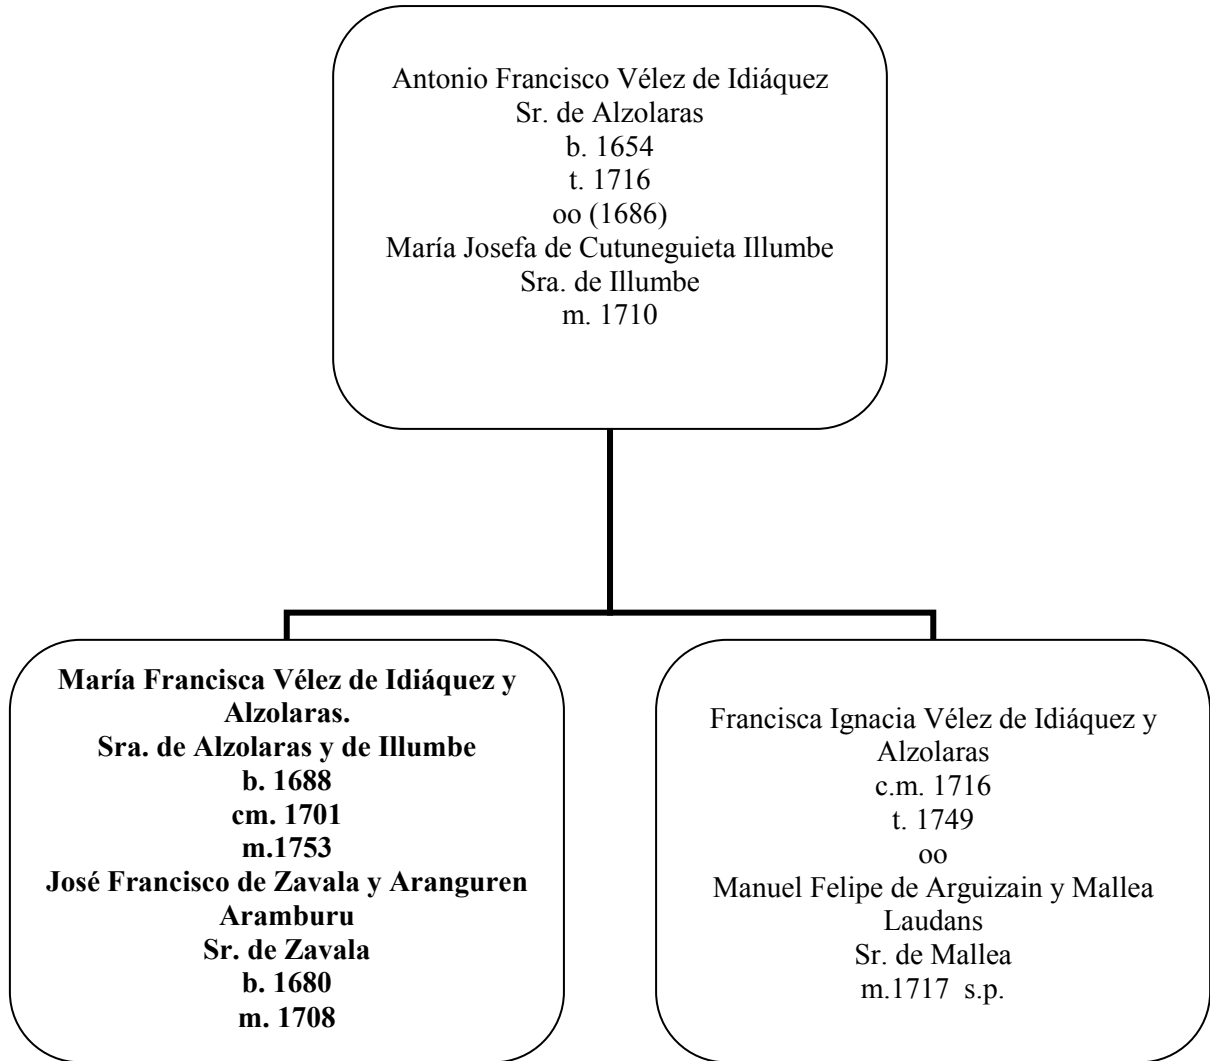 Antonio Francisco Vélez de Idiáquez
Sr. de Alzolaras
b. 1654
t. 1716
oo (1686)
María Josefa de Cutuneguieta Illumbe
Sra. de Illumbe
m. 1710
María Francisca Vélez de Idiáquez y
Alzolaras.
Sra. de Alzolaras y de Illumbe
b. 1688
cm. 1701
m.1753
José Francisco de Zavala y Aranguren
Aramburu
Sr. de Zavala
b. 1680
m. 1708
Francisca Ignacia Vélez de Idiáquez y
Alzolaras
c.m. 1716
t. 1749
oo
Manuel Felipe de Arguizain y Mallea
Laudans
Sr. de Mallea
m.1717 s.p.